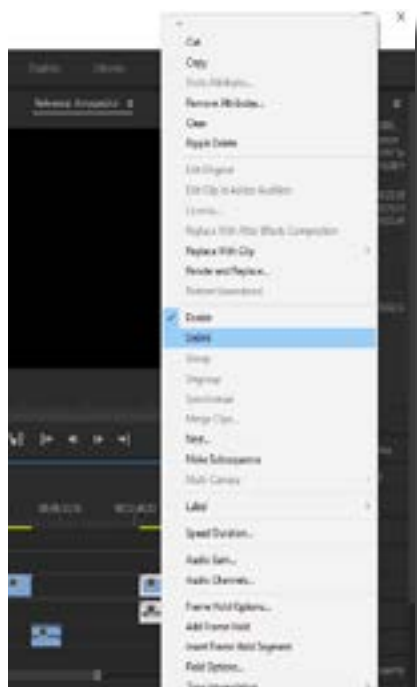 Cut
Copy
Paste Attributes...
Remove Attributes...
Clear
Ripple Delete
Edit Original
Edit Clip in Adobe Audition
License...
Replace With After Effects Composition
Replace With Clip
Render and Replace...
Restore Unrendered
Enable
Unlink
Group
Ungroup
Synchronize
Merge Clips...
Nest...
Make Subsequence
Multi-Camera
Label
Speed/Duration...
Audio Gain...
Audio Channels...
Frame Hold Options...
Add Frame Hold
Insert Frame Hold Segment
Field Options...
Time Interpolation